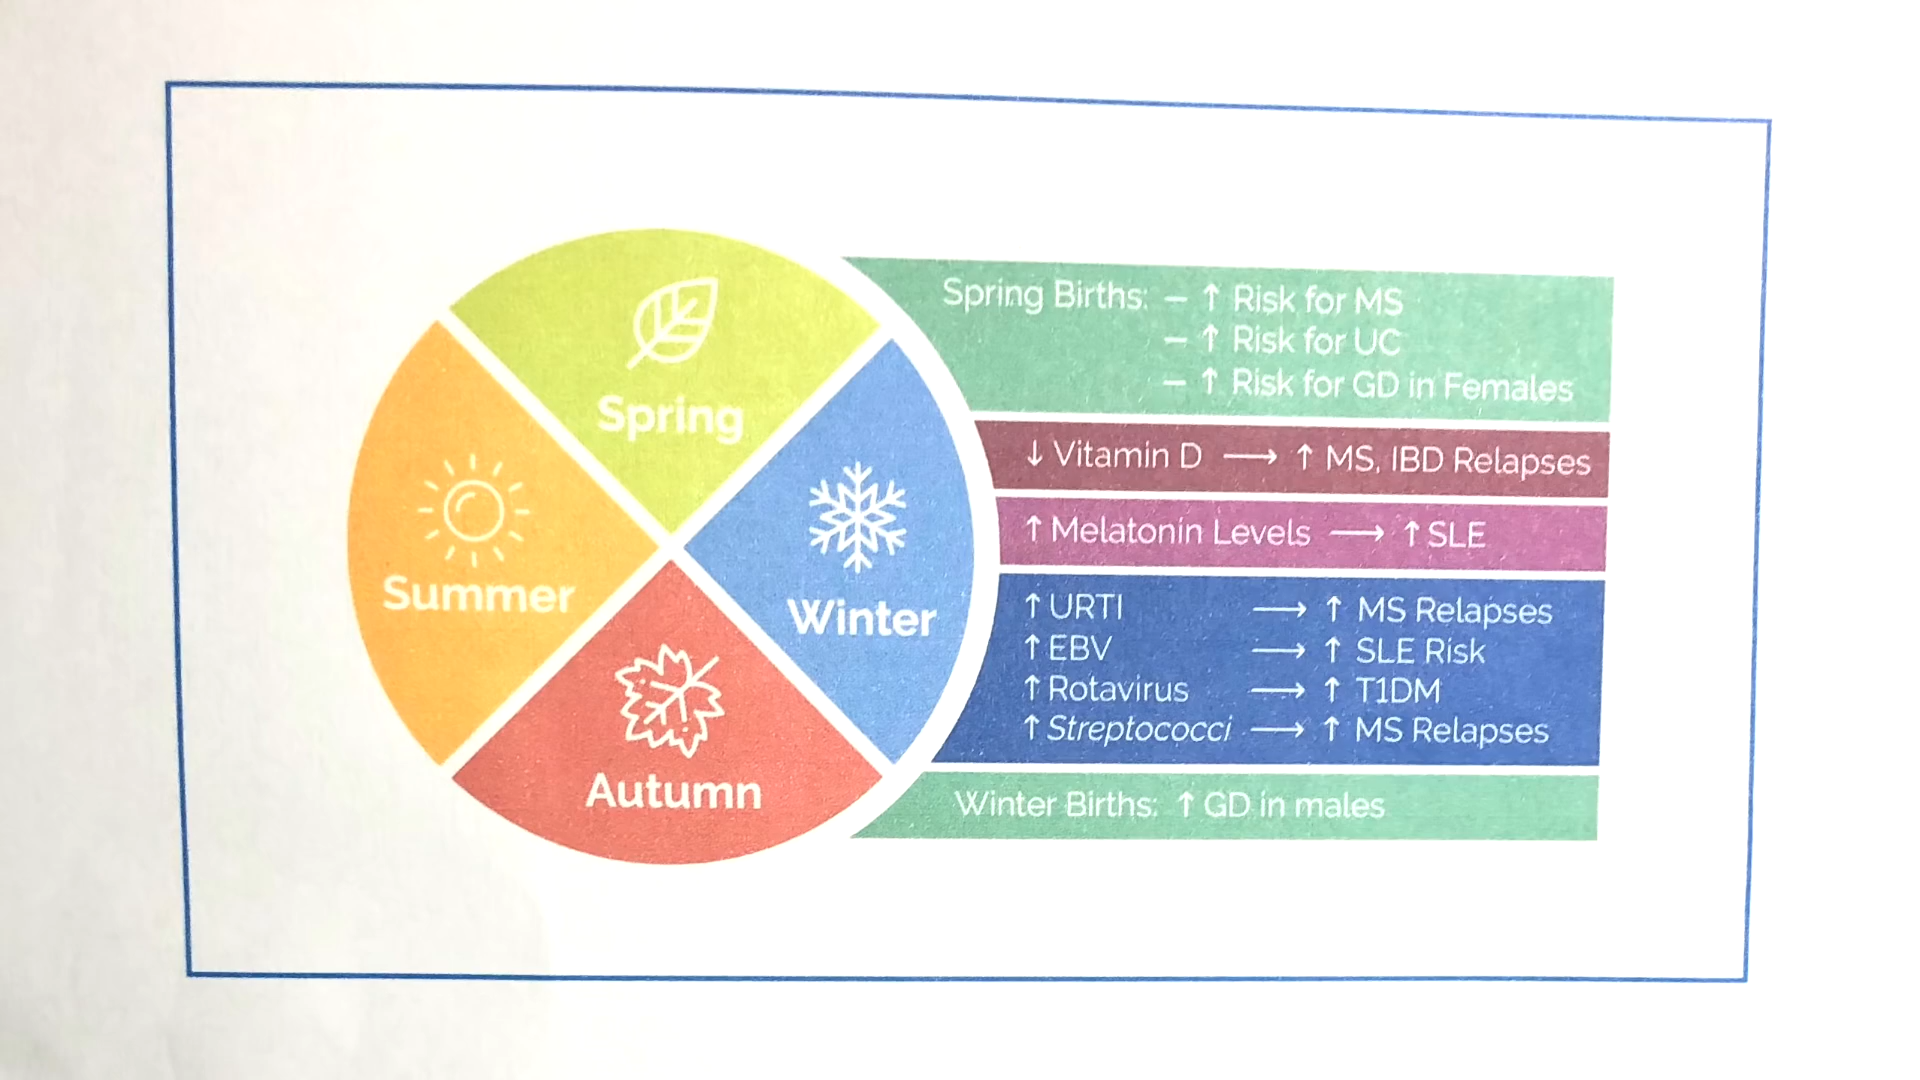 Spring
Summer
Winter
Autumn
Spring Births: – ↑ Risk for MS
– ↑ Risk for UC
– ↑ Risk for GD in Females
↓ Vitamin D ⟶ ↑ MS, IBD Relapses
↑ Melatonin Levels ⟶ ↑ SLE
↑ URTI ⟶ ↑ MS Relapses
↑ EBV ⟶ ↑ SLE Risk
↑ Rotavirus ⟶ ↑ T1DM
↑ Streptococci ⟶ ↑ MS Relapses
Winter Births: ↑ GD in males